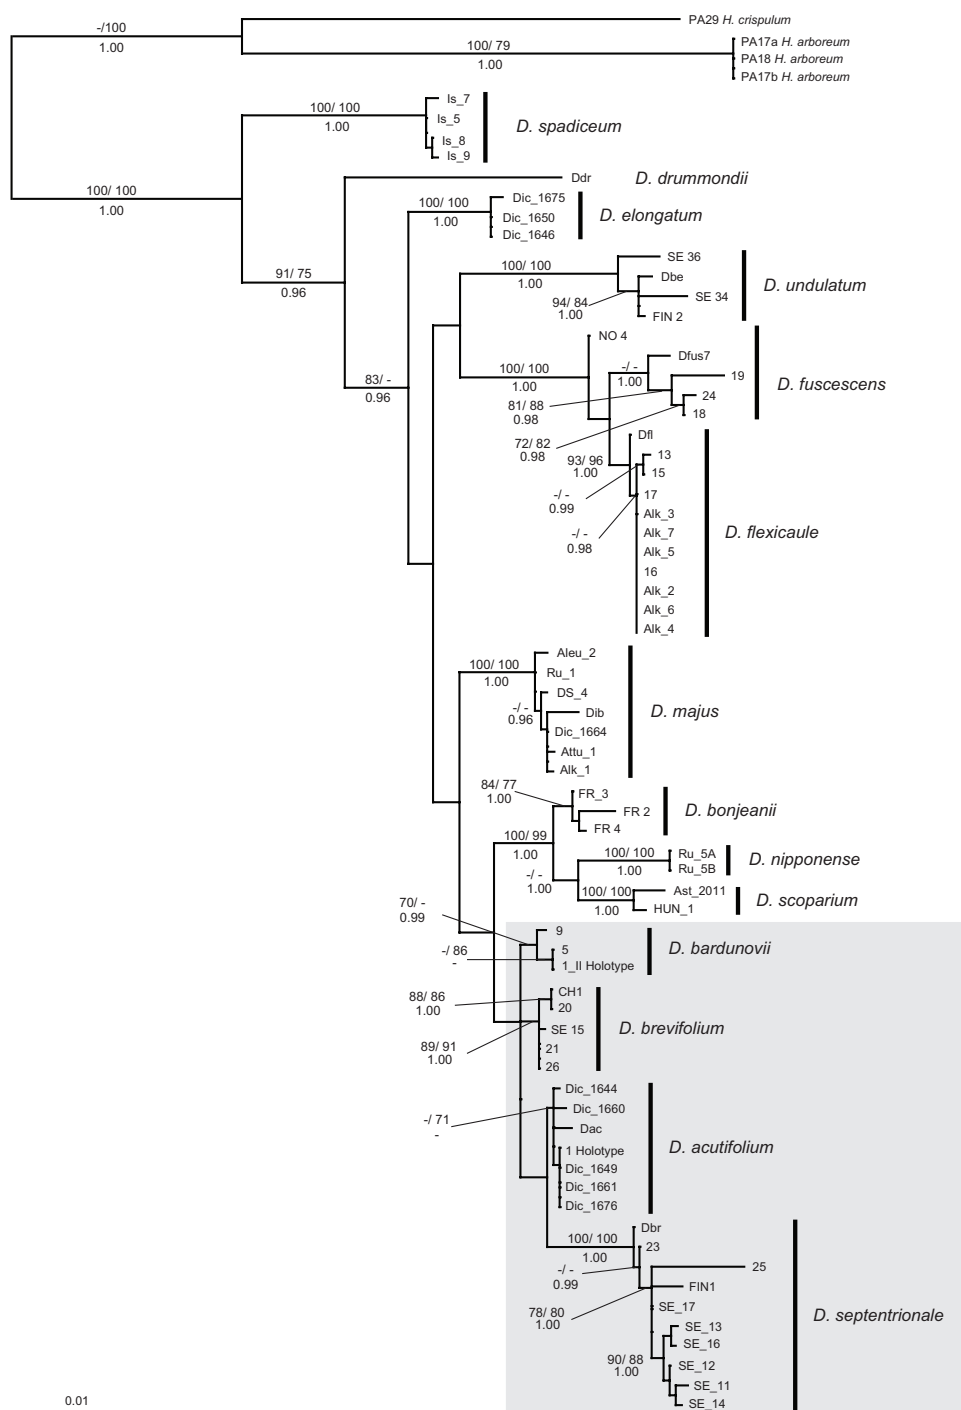 PA29 H. crispulum
-/100
1.00
PA17a H. arboreum
100/ 79
PA18 H. arboreum
1.00
PA17b H. arboreum
Is_7
100/ 100
Is_5
D. spadiceum
1.00
Is_8
Is_9
Ddr
D. drummondii
100/ 100
1.00
Dic_1675
100/ 100
Dic_1650
D. elongatum
1.00
Dic_1646
SE 36
100/ 100
Dbe
1.00
D. undulatum
91/ 75
0.96
94/ 84
1.00
SE 34
FIN 2
NO 4
Dfus7
-/ -
1.00
19
100/ 100
1.00
D. fuscescens
83/ -
0.96
24
81/ 88
0.98
18
72/ 82
0.98
Dfl
13
93/ 96
1.00
15
-/ -
0.99
17
Alk_3
Alk_7
D. flexicaule
-/ -
0.98
Alk_5
16
Alk_2
Alk_6
Alk_4
Aleu_2
100/ 100
1.00
Ru_1
DS_4
-/ -
0.96
Dib
D. majus
Dic_1664
Attu_1
Alk_1
84/ 77
1.00
FR_3
FR 2
D. bonjeanii
FR 4
100/ 99
1.00
Ru_5A
100/ 100
1.00
D. nipponense
Ru_5B
-/ -
1.00
100/ 100
1.00
Ast_2011
D. scoparium
HUN_1
70/ -
0.99
9
5
D. bardunovii
-/ 86
-
1_II Holotype
88/ 86
1.00
CH1
20
SE 15
D. brevifolium
89/ 91
1.00
21
26
Dic_1644
Dic_1660
-/ 71
-
Dac
1 Holotype
D. acutifolium
Dic_1649
Dic_1661
Dic_1676
Dbr
100/ 100
1.00
23
-/ -
0.99
25
FIN1
78/ 80
1.00
SE_17
D. septentrionale
SE_13
SE_16
90/ 88
1.00
SE_12
SE_11
SE_14
0.01